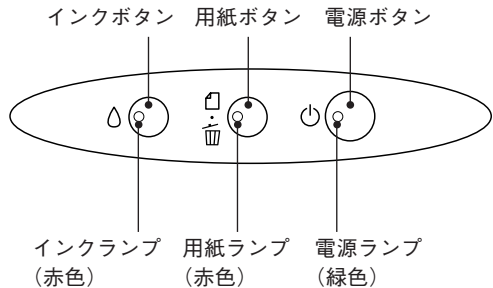 インクボタン 用紙ボタン 電源ボタン
インクランプ 用紙ランプ 電源ランプ
（赤色） （赤色） （緑色）